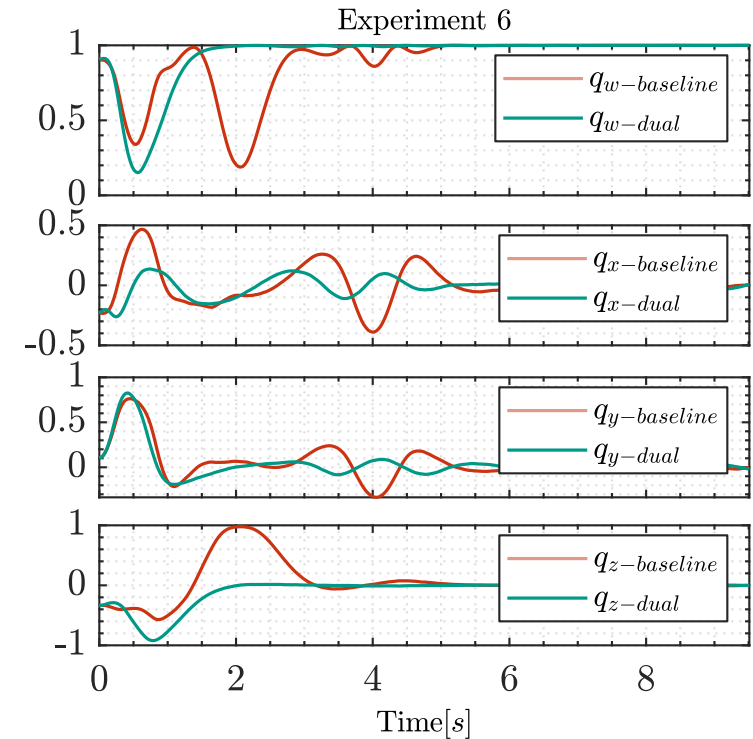 Experiment 6
1
0.5
0
q_{w-baseline}
q_{w-dual}
0.5
0
-0.5
q_{x-baseline}
q_{x-dual}
1
0.5
0
q_{y-baseline}
q_{y-dual}
1
0
-1
q_{z-baseline}
q_{z-dual}
0 2 4 6 8
Time[s]